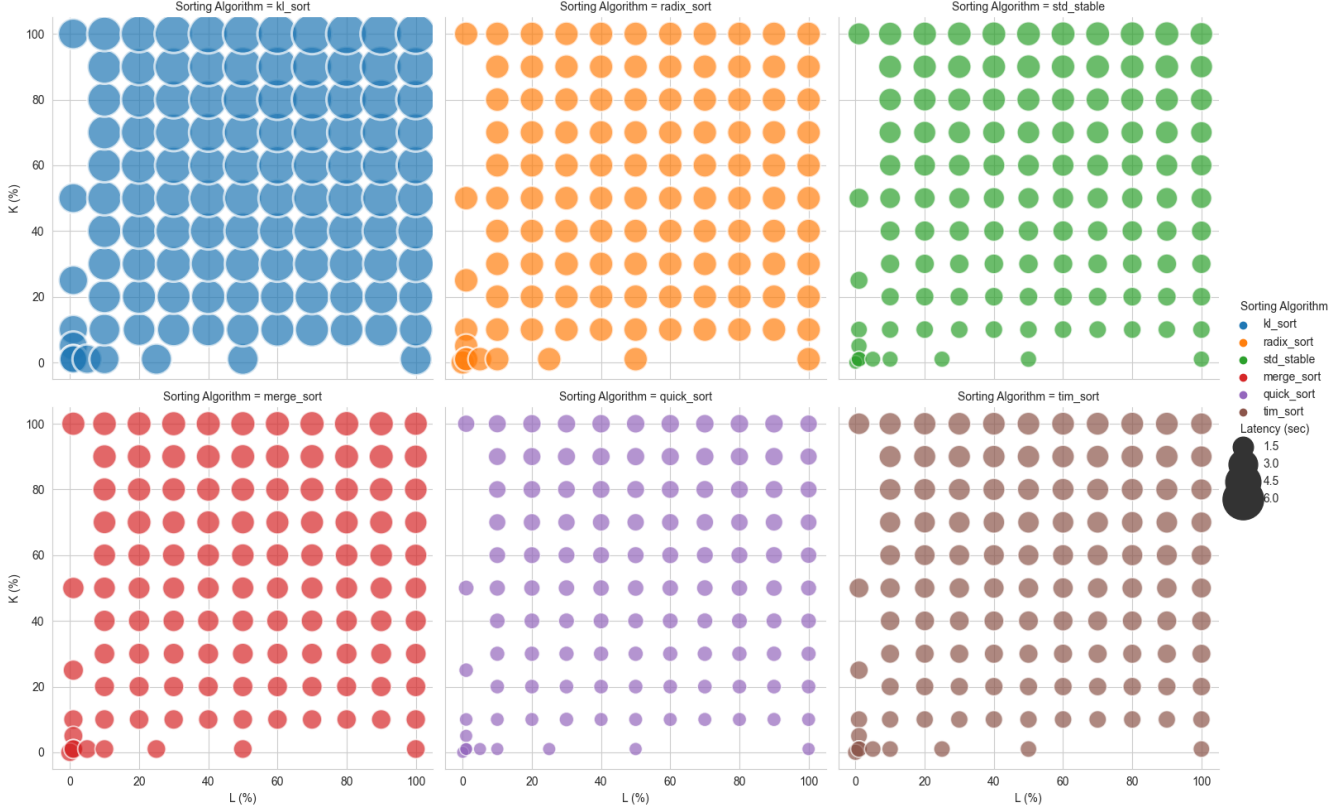 Sorting Algorithm = kl_sort
Sorting Algorithm = radix_sort
Sorting Algorithm = std_stable
100
80
60
40
20
0
K (%)
Sorting Algorithm
kl_sort
radix_sort
std_stable
merge_sort
quick_sort
tim_sort
Latency (sec)
1.5
3.0
4.5
6.0
Sorting Algorithm = merge_sort
Sorting Algorithm = quick_sort
Sorting Algorithm = tim_sort
100
80
60
40
20
0
K (%)
0 20 40 60 80 100
0 20 40 60 80 100
0 20 40 60 80 100
L (%)
L (%)
L (%)